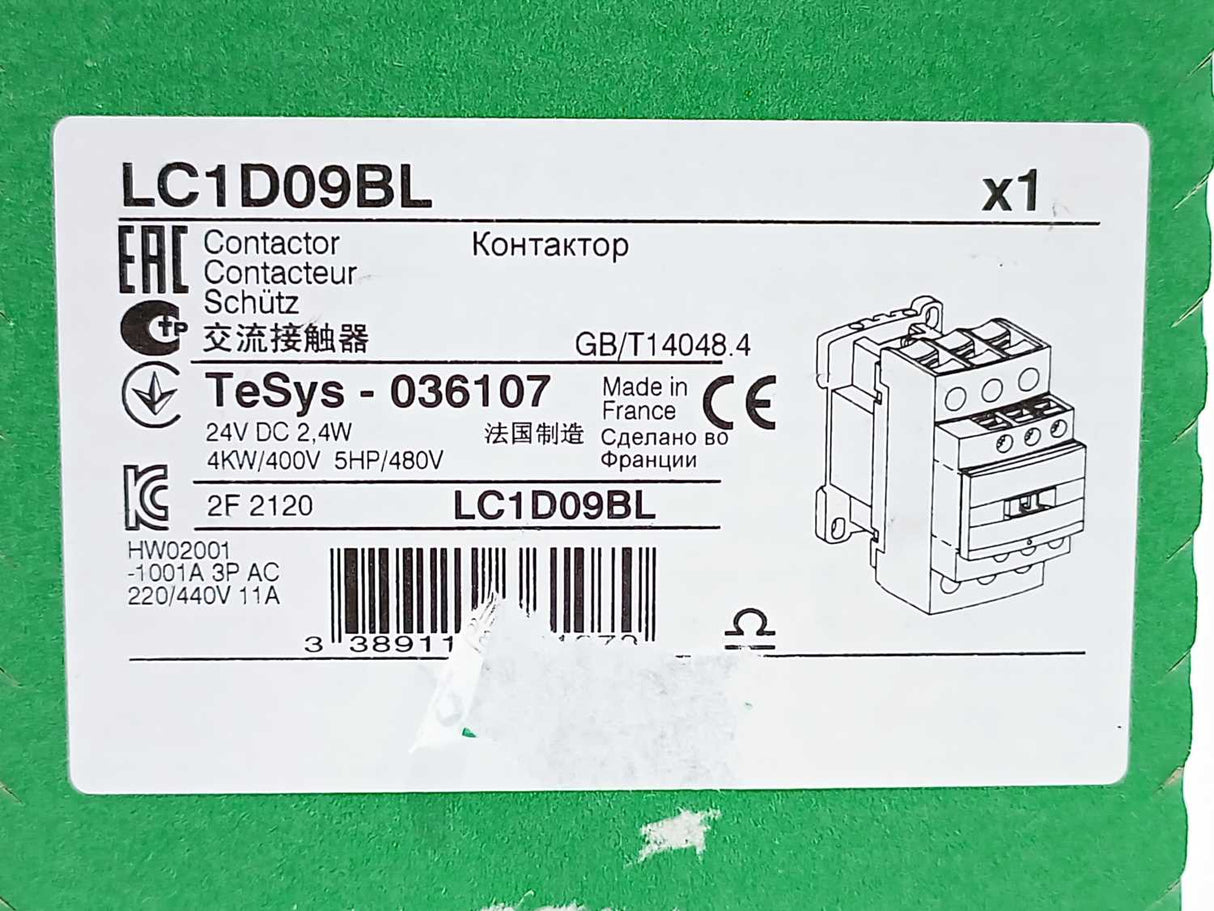 LC1D09BL x1
EAC Contactor Контактор
Contacteur
Schütz
交流接触器 GB/T14048.4
TeSys - 036107 Made in France CE
24V DC 2,4W 法国制造 Сделано во
4KW/400V 5HP/480V Франции
2F 2120 LC1D09BL
HW02001
-1001A 3P AC
220/440V 11A
3 38911